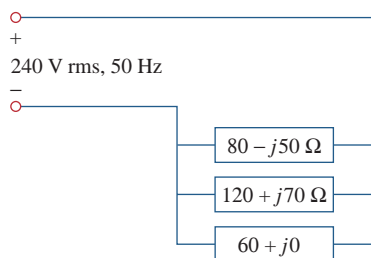 +
240 V rms, 50 Hz
–
80 – j50 Ω
120 + j70 Ω
60 + j0